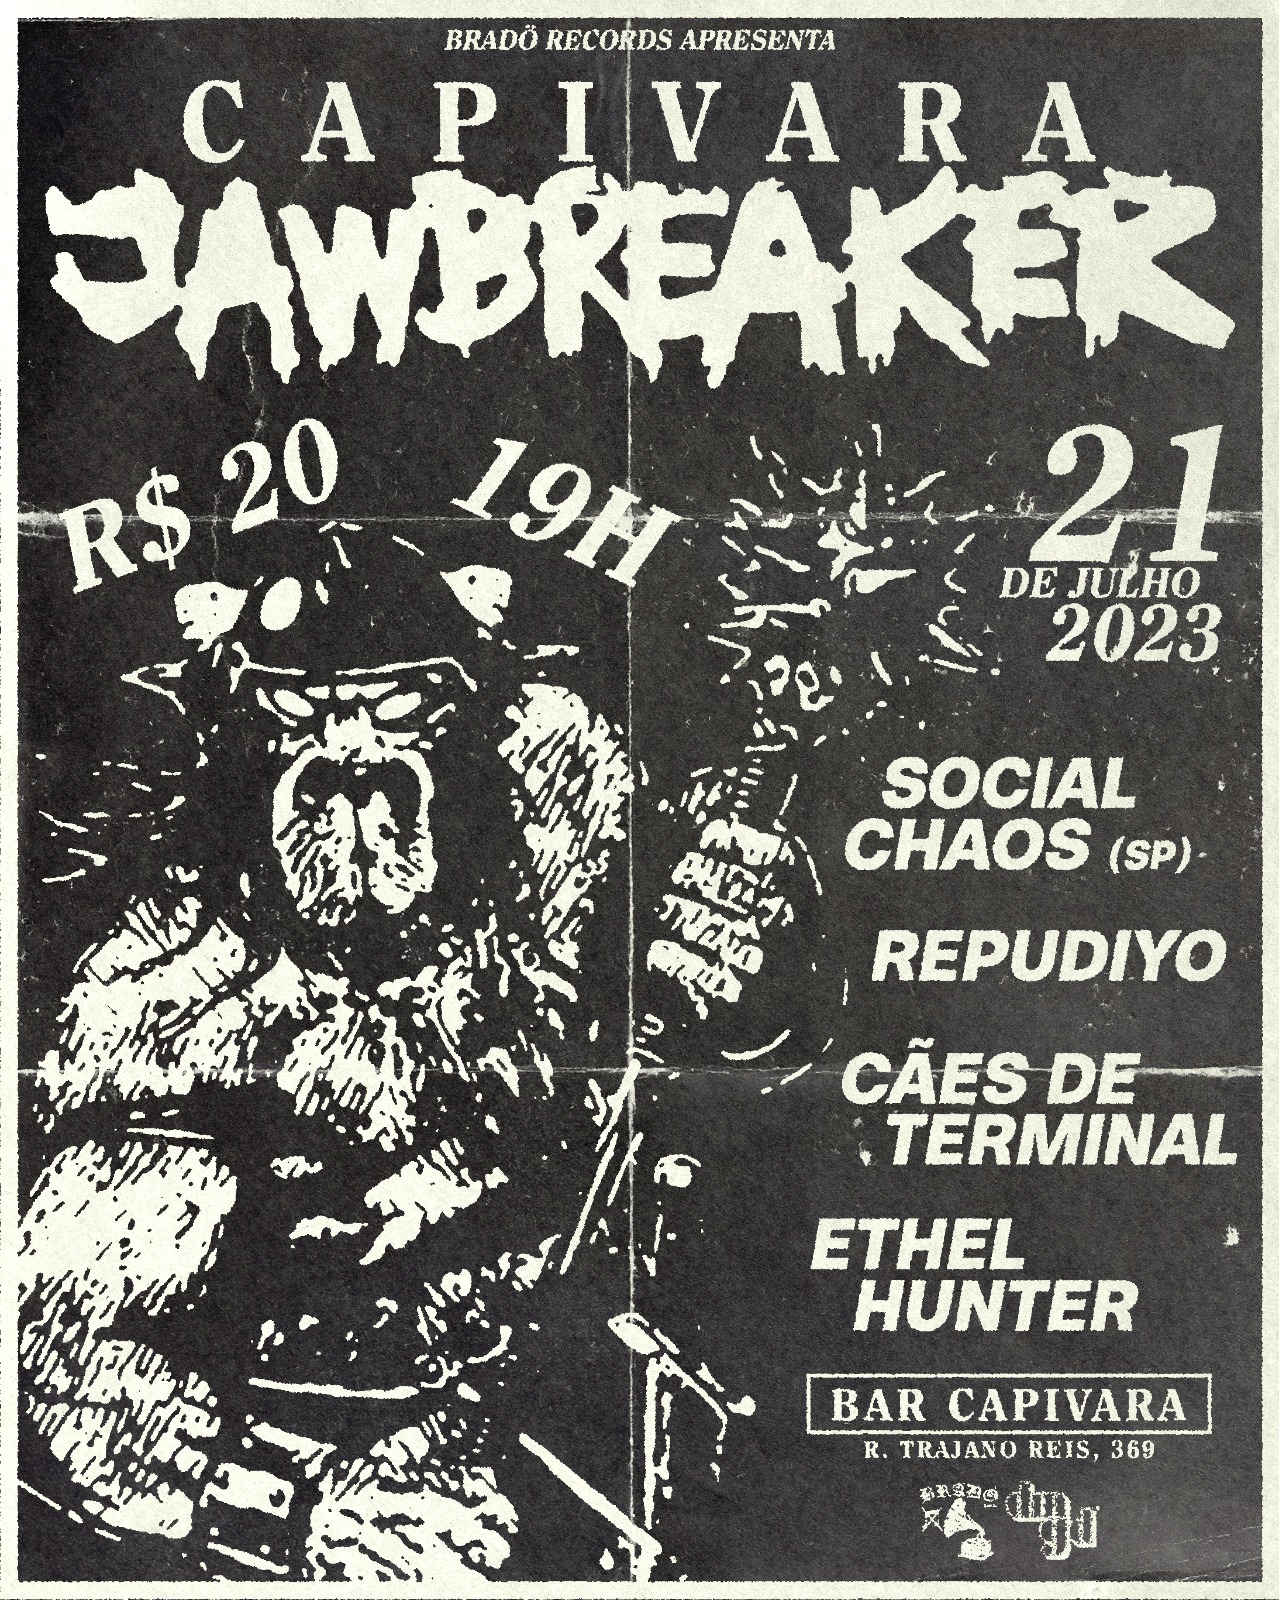 BRADÖ RECORDS APRESENTA
CAPIVARA
JAWBREAKER
R$ 20
19H
21
DE JULHO
2023
SOCIAL
CHAOS (SP)
REPUDIYO
CÃES DE
TERMINAL
ETHEL
HUNTER
BAR CAPIVARA
R. TRAJANO REIS, 369
BRADÖ